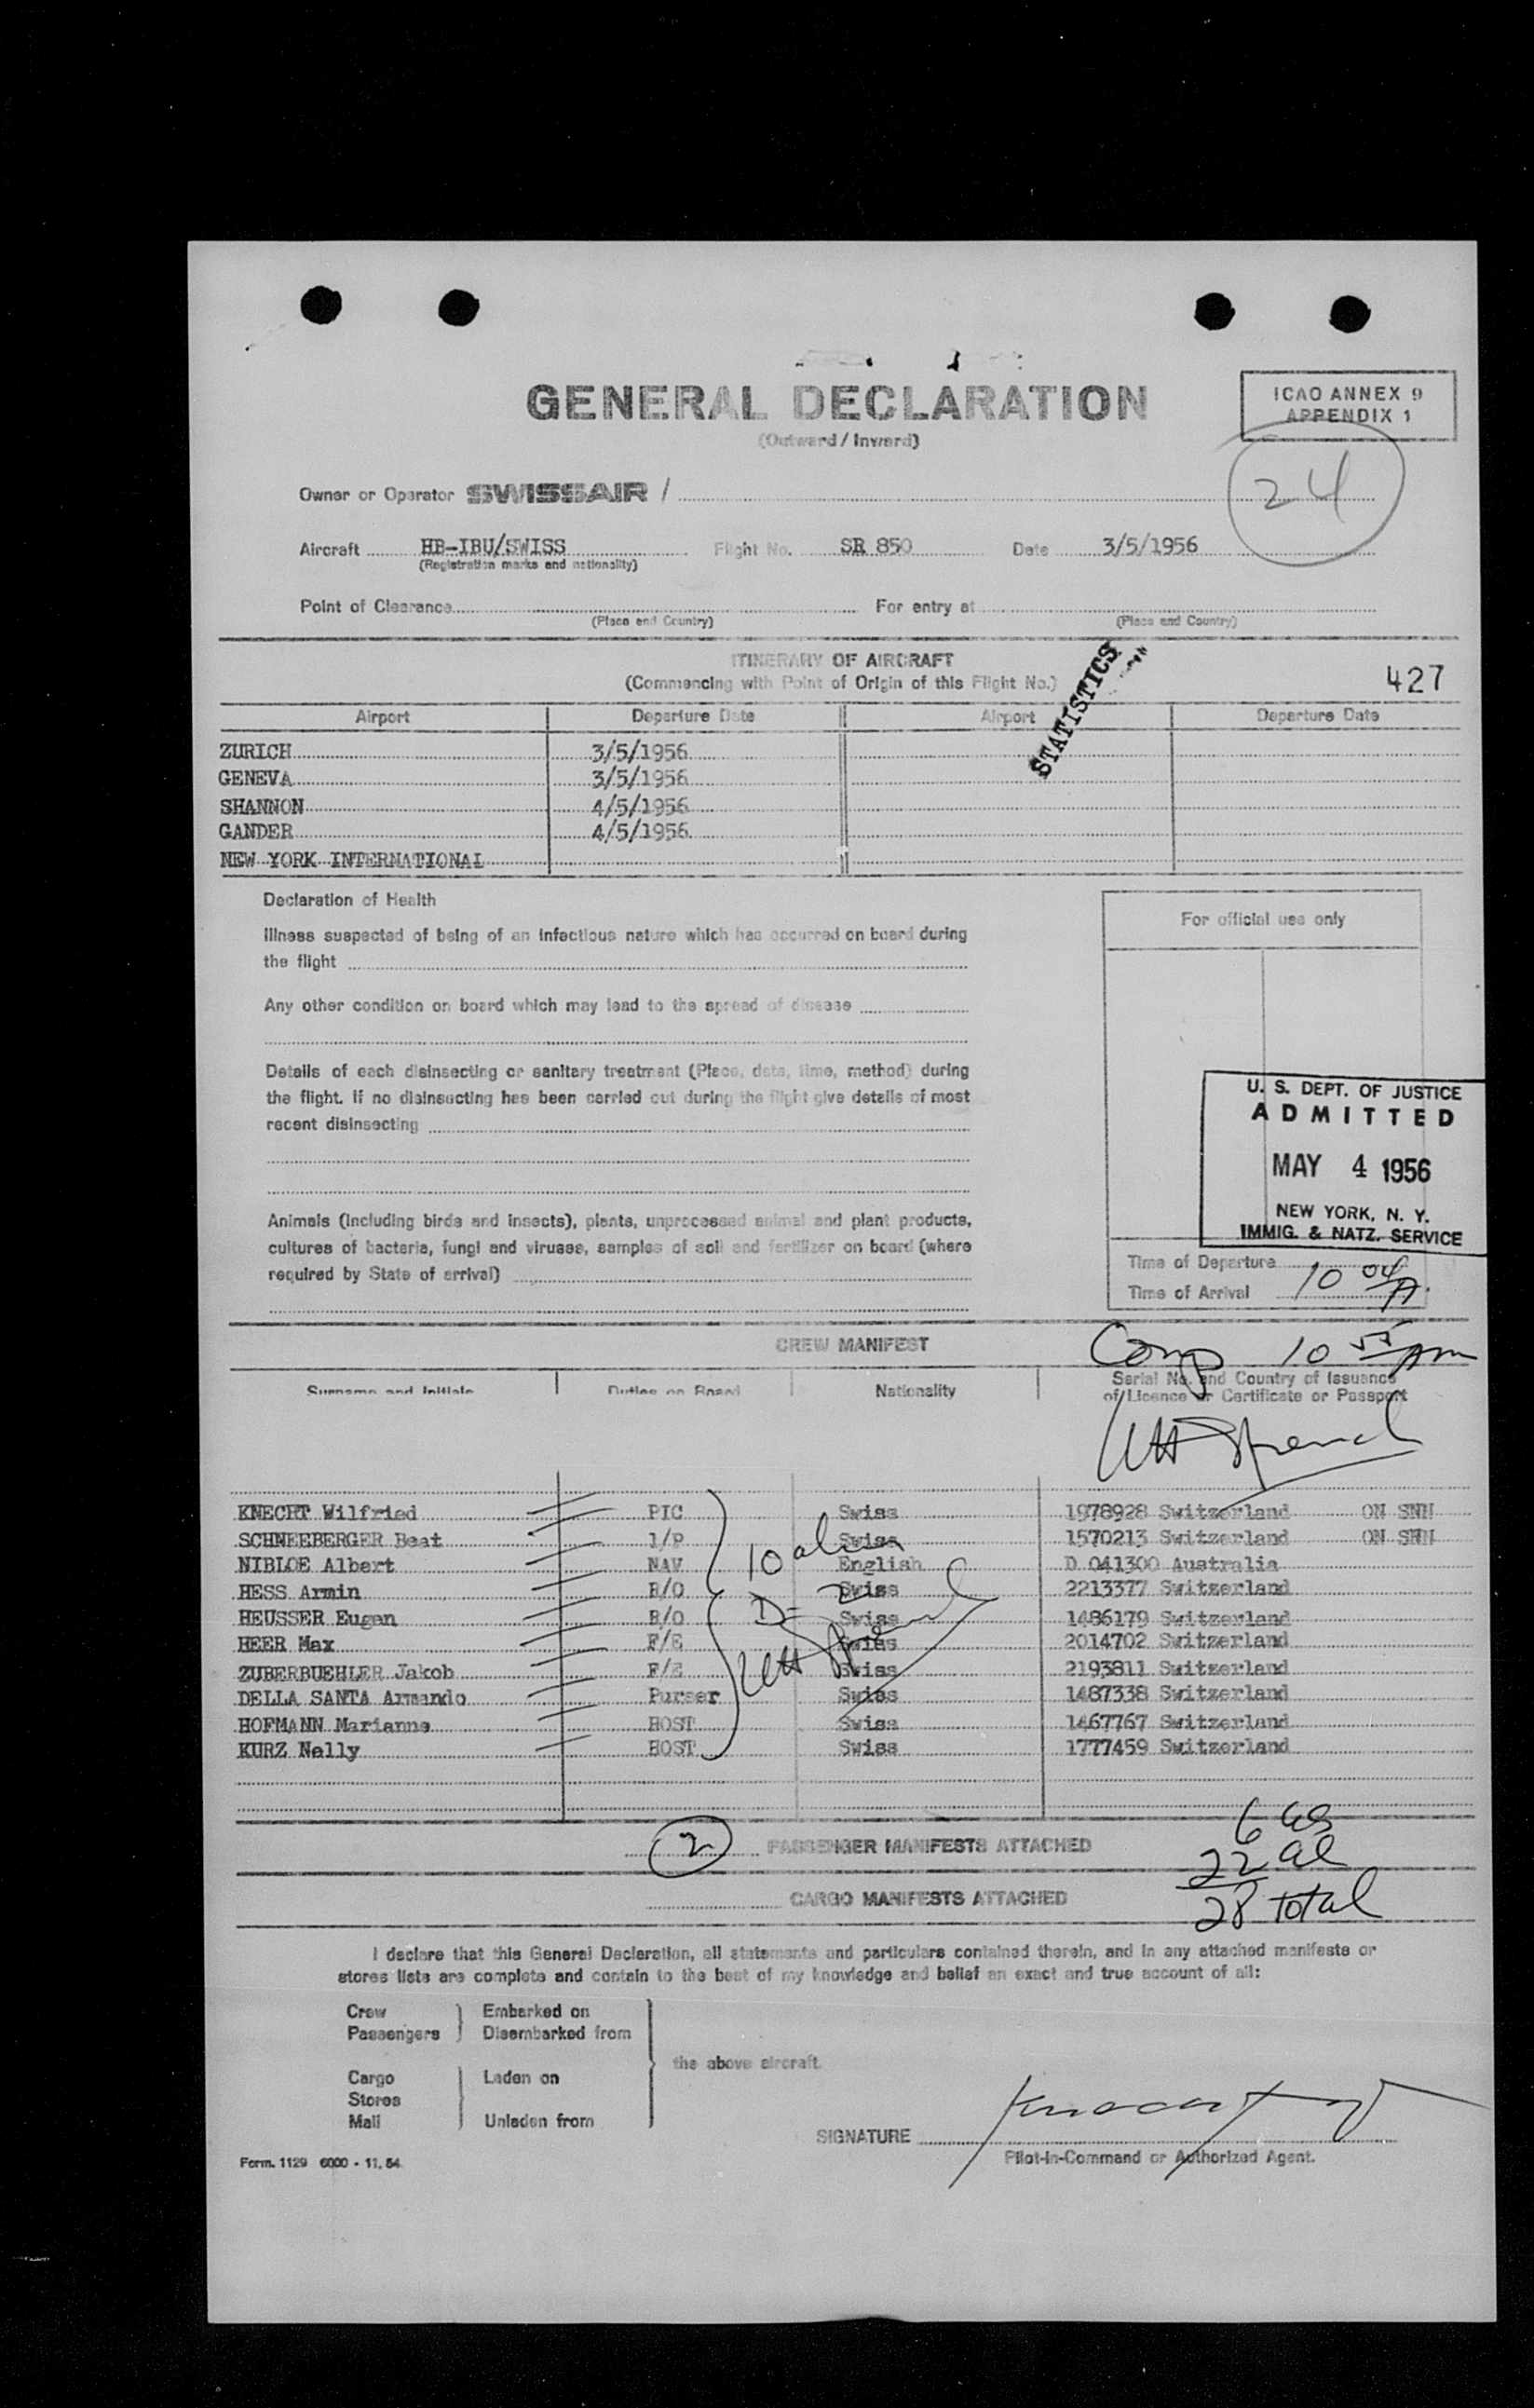 GENERAL DECLARATION
(Outward / Inward)
ICAO ANNEX 9
APPENDIX 1
24
Owner or Operator SWISSAIR /
Aircraft HB-IBU/SWISS Flight No. SR 850 Date 3/5/1956
(Registration marks and nationality)
Point of Clearance For entry at
(Place and Country) (Place and Country)
ITINERARY OF AIRCRAFT
(Commencing with Point of Origin of this Flight No.)
STATISTICS
427
Airport Departure Date Airport Departure Date
ZURICH 3/5/1956
GENEVA 3/5/1956
SHANNON 4/5/1956
GANDER 4/5/1956
NEW YORK INTERNATIONAL
Declaration of Health
Illness suspected of being of an infectious nature which has occurred on board during
the flight
Any other condition on board which may lead to the spread of disease
Details of each disinsecting or sanitary treatment (Place, date, time, method) during
the flight. If no disinsecting has been carried out during the flight give details of most
recent disinsecting
Animals (including birds and insects), plants, unprocessed animal and plant products,
cultures of bacteria, fungi and viruses, samples of soil and fertilizer on board (where
required by State of arrival)
For official use only
U. S. DEPT. OF JUSTICE
ADMITTED
MAY 4 1956
NEW YORK, N. Y.
IMMIG. & NATZ. SERVICE
Time of Departure
Time of Arrival 10 04 A.
CREW MANIFEST
Comp 10 55 Am
Surname and Initials Duties on Board Nationality Serial No. and Country of Issuance
of Licence or Certificate or Passport
KNECHT Wilfried PIC Swiss 1978928 Switzerland ON SNN
SCHNEEBERGER Beat 1/P Swiss 1570213 Switzerland ON SNN
NIBLOE Albert NAV English D 041300 Australia
HESS Armin R/O Swiss 2213377 Switzerland
HEUSSER Eugen R/O Swiss 1486179 Switzerland
HEER Max F/E Swiss 2014702 Switzerland
ZUBERBUEHLER Jakob F/E Swiss 2193811 Switzerland
DELLA SANTA Armando Purser Swiss 1487338 Switzerland
HOFMANN Marianne HOST Swiss 1467767 Switzerland
KURZ Nelly HOST Swiss 1777459 Switzerland
10
D-2
2 PASSENGER MANIFESTS ATTACHED
6 us
22 al
28 total
CARGO MANIFESTS ATTACHED
I declare that this General Declaration, all statements and particulars contained therein, and in any attached manifests or
stores lists are complete and contain to the best of my knowledge and belief an exact and true account of all:
Crew Embarked on
Passengers Disembarked from
the above aircraft.
Cargo Laden on
Stores
Mail Unladen from
SIGNATURE
Pilot-in-Command or Authorized Agent.
Form. 1129 6000 - 11, 54